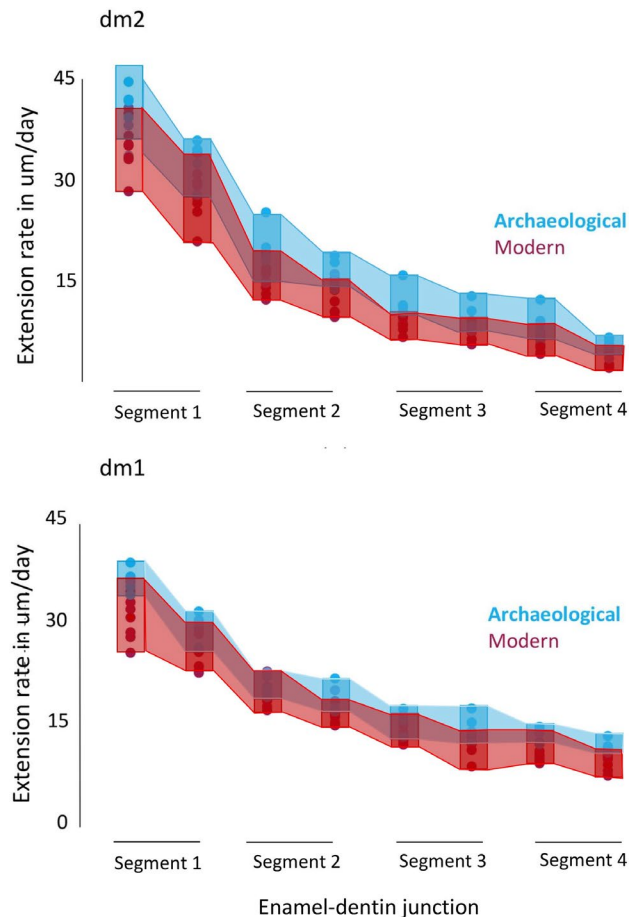 dm2
45
30
15
Extension rate in um/day
Archaeological
Modern
Segment 1 Segment 2 Segment 3 Segment 4
dm1
45
30
15
0
Extension rate in um/day
Archaeological
Modern
Segment 1 Segment 2 Segment 3 Segment 4
Enamel-dentin junction